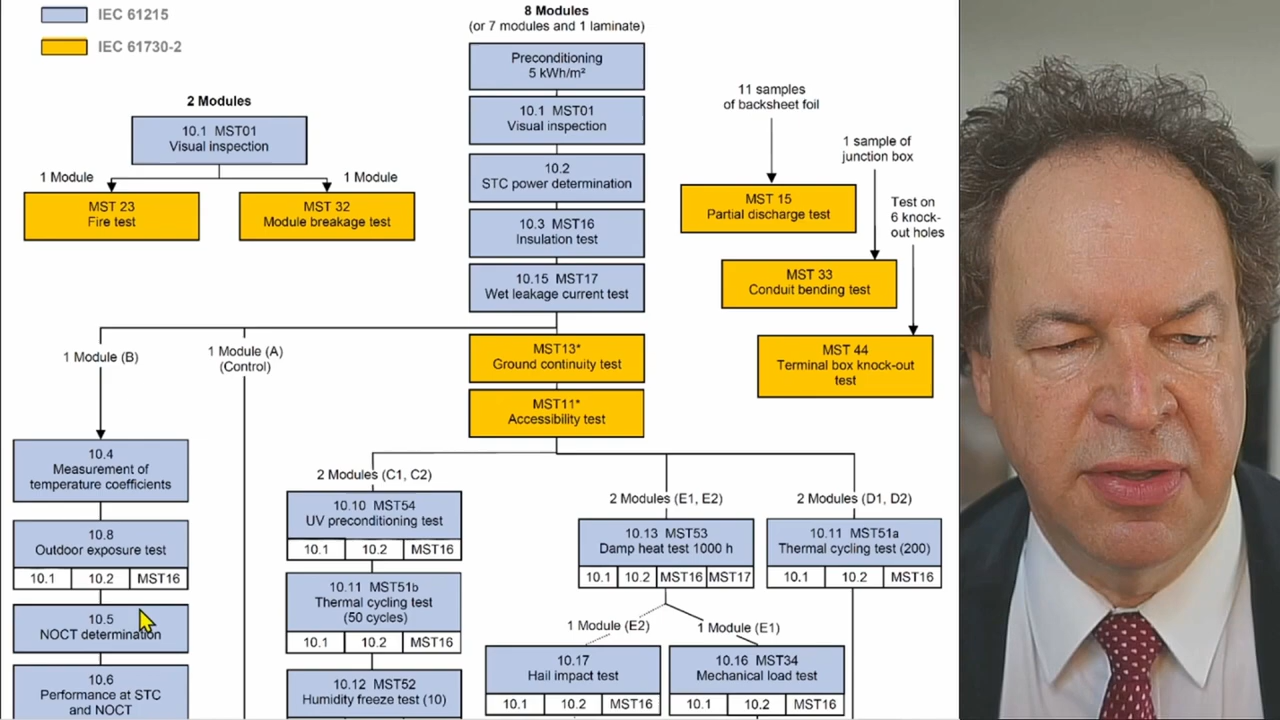 IEC 61215
IEC 61730-2
8 Modules
(or 7 modules and 1 laminate)
Preconditioning
5 kWh/m²
10.1 MST01
Visual inspection
10.2
STC power determination
10.3 MST16
Insulation test
10.15 MST17
Wet leakage current test
MST13*
Ground continuity test
MST11*
Accessibility test
2 Modules
10.1 MST01
Visual inspection
1 Module
1 Module
MST 23
Fire test
MST 32
Module breakage test
11 samples
of backsheet foil
MST 15
Partial discharge test
1 sample of
junction box
MST 33
Conduit bending test
Test on
6 knock-
out holes
MST 44
Terminal box knock-out
test
1 Module (B)
1 Module (A)
(Control)
10.4
Measurement of
temperature coefficients
10.8
Outdoor exposure test
10.1 10.2 MST16
10.5
NOCT determination
10.6
Performance at STC
and NOCT
2 Modules (C1, C2)
10.10 MST54
UV preconditioning test
10.1 10.2 MST16
10.11 MST51b
Thermal cycling test
(50 cycles)
10.1 10.2 MST16
10.12 MST52
Humidity freeze test (10)
2 Modules (E1, E2)
10.13 MST53
Damp heat test 1000 h
10.1 10.2 MST16 MST17
1 Module (E2)
1 Module (E1)
10.17
Hail impact test
10.1 10.2 MST16
10.16 MST34
Mechanical load test
10.1 10.2 MST16
2 Modules (D1, D2)
10.11 MST51a
Thermal cycling test (200)
10.1 10.2 MST16